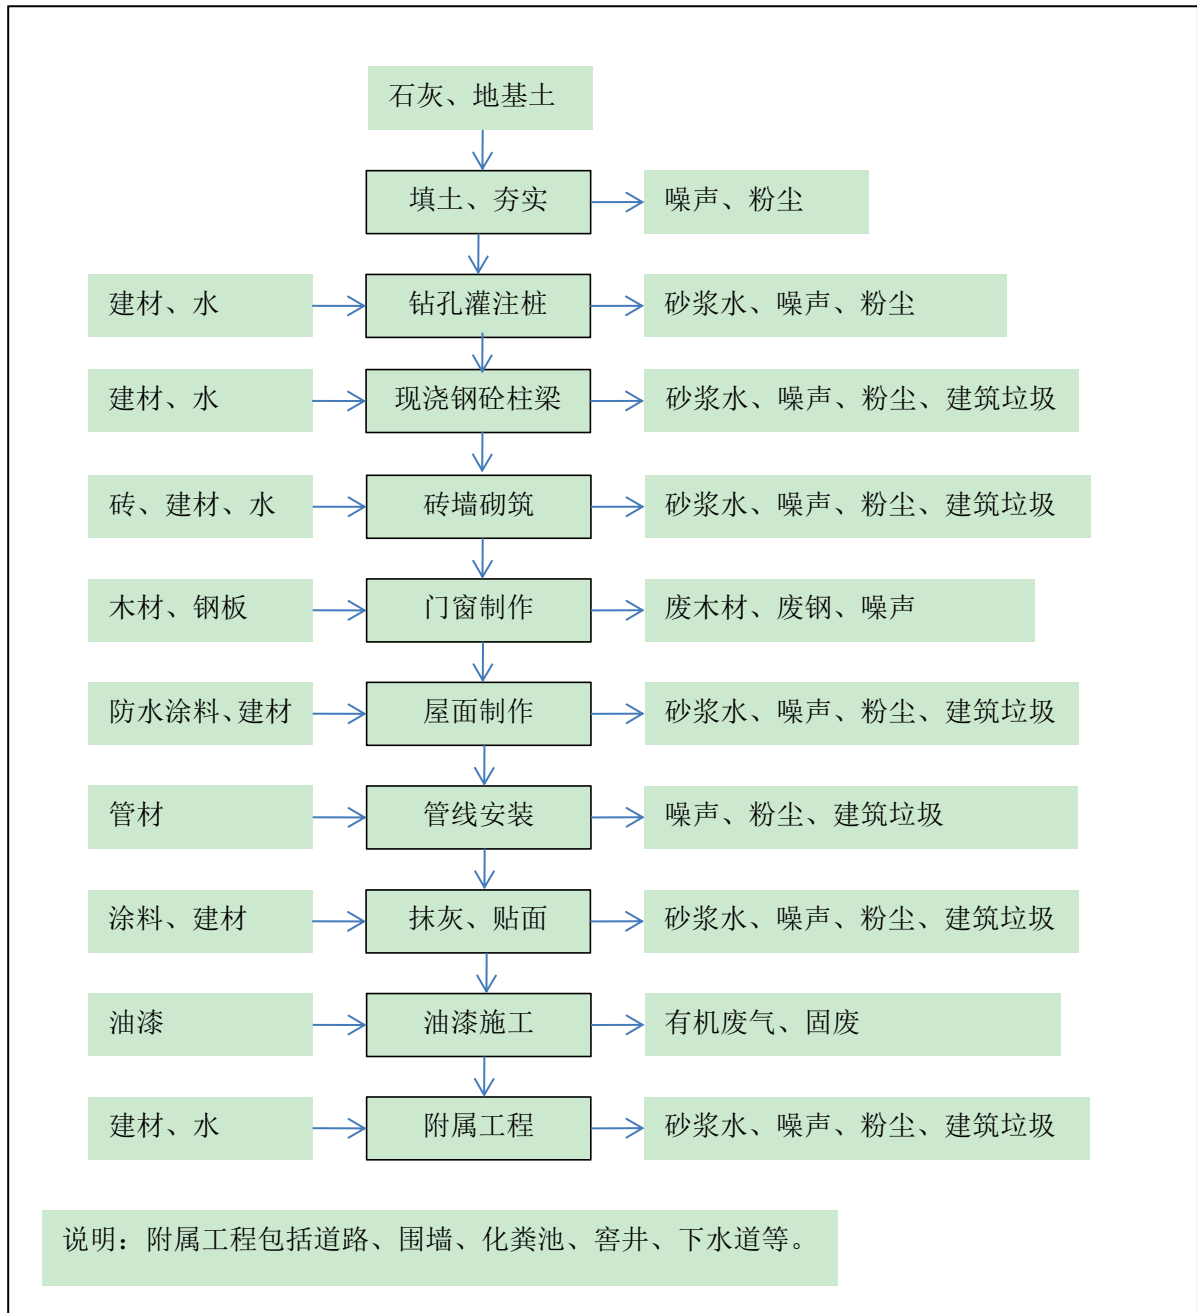 石灰、地基土
填土、夯实
噪声、粉尘
建材、水
钻孔灌注桩
砂浆水、噪声、粉尘
建材、水
现浇钢砼柱梁
砂浆水、噪声、粉尘、建筑垃圾
砖、建材、水
砖墙砌筑
砂浆水、噪声、粉尘、建筑垃圾
木材、钢板
门窗制作
废木材、废钢、噪声
防水涂料、建材
屋面制作
砂浆水、噪声、粉尘、建筑垃圾
管材
管线安装
噪声、粉尘、建筑垃圾
涂料、建材
抹灰、贴面
砂浆水、噪声、粉尘、建筑垃圾
油漆
油漆施工
有机废气、固废
建材、水
附属工程
砂浆水、噪声、粉尘、建筑垃圾
说明：附属工程包括道路、围墙、化粪池、窨井、下水道等。